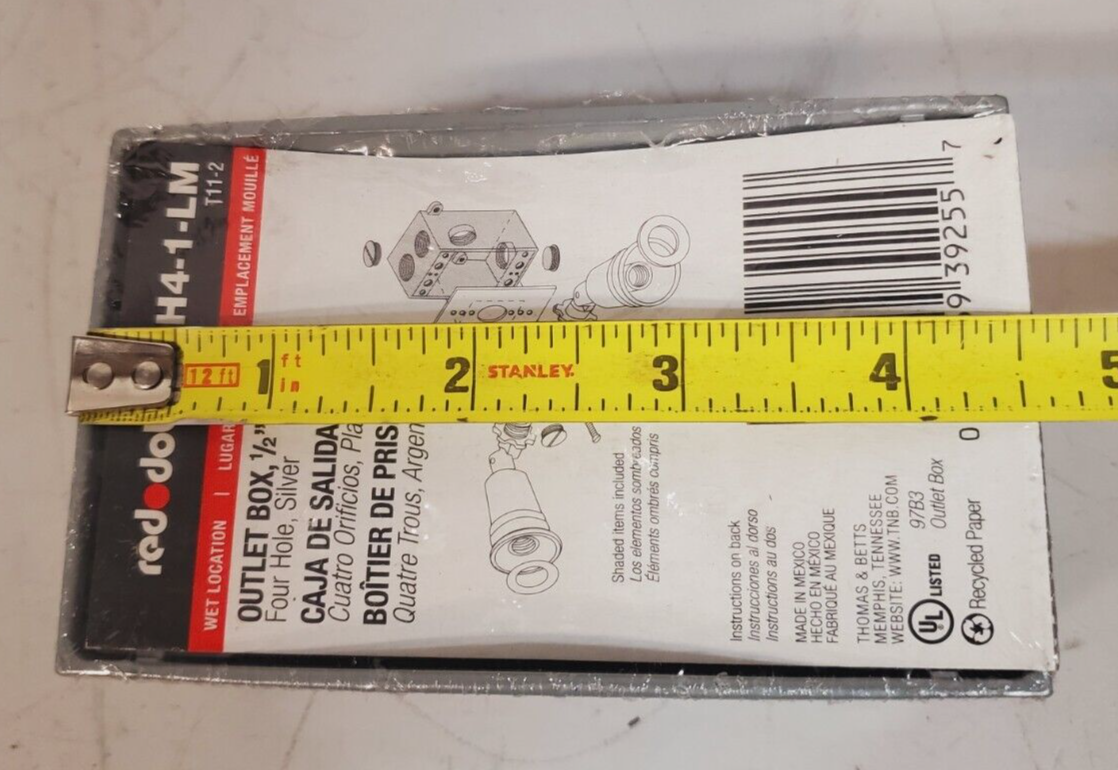 red•do
H4-1-LM
T11-2
WET LOCATION | LUGAR
EMPLACEMENT MOUILLÉ
OUTLET BOX, ½"
Four Hole, Silver
CAJA DE SALIDA
Cuatro Orificios, Pla
BOÎTIER DE PRIS
Quatre Trous, Argen
12 ft
1 ft
in
2
STANLEY.
3
4
5
Shaded items included
Los elementos sombreados
Éléments ombrés compris
Instructions on back
Instrucciones al dorso
Instructions au dos
MADE IN MEXICO
HECHO EN MÉXICO
FABRIQUÉ AU MEXIQUE
THOMAS & BETTS
MEMPHIS, TENNESSEE
WEBSITE: WWW.TNB.COM
UL ® LISTED
97B3
Outlet Box
Recycled Paper
0
39255
7